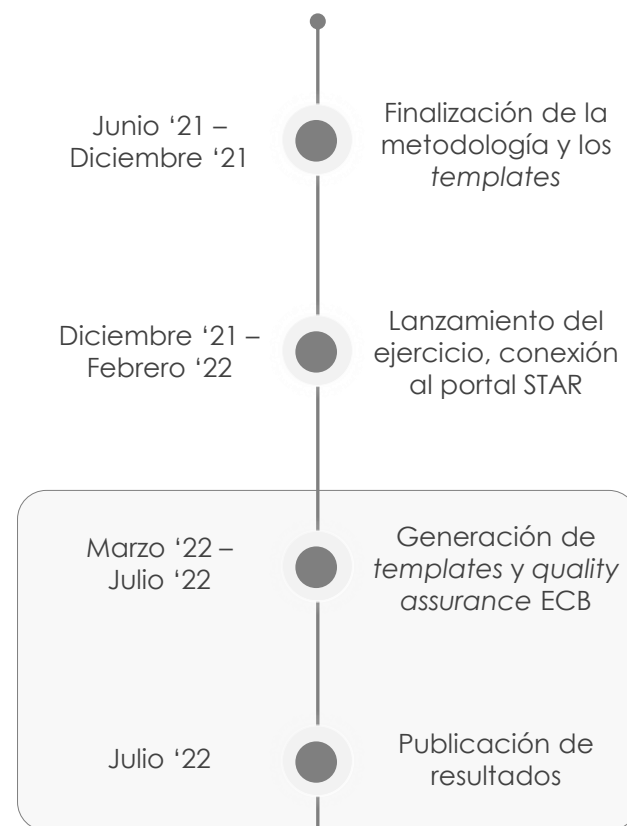 Junio ‘21 –
Diciembre ‘21
Finalización de la
metodología y los
templates
Diciembre ‘21 –
Febrero ‘22
Lanzamiento del
ejercicio, conexión
al portal STAR
Marzo ‘22 –
Julio ‘22
Generación de
templates y quality
assurance ECB
Julio ‘22
Publicación de
resultados